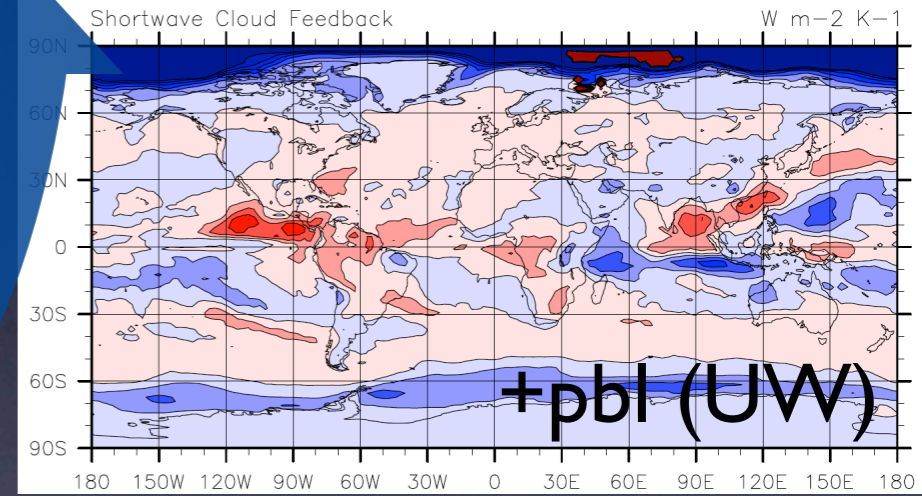 Shortwave Cloud Feedback W m-2 K-1
90N
60N
30N
0
30S
60S
90S
+pbl (UW)
180 150W 120W 90W 60W 30W 0 30E 60E 90E 120E 150E 180